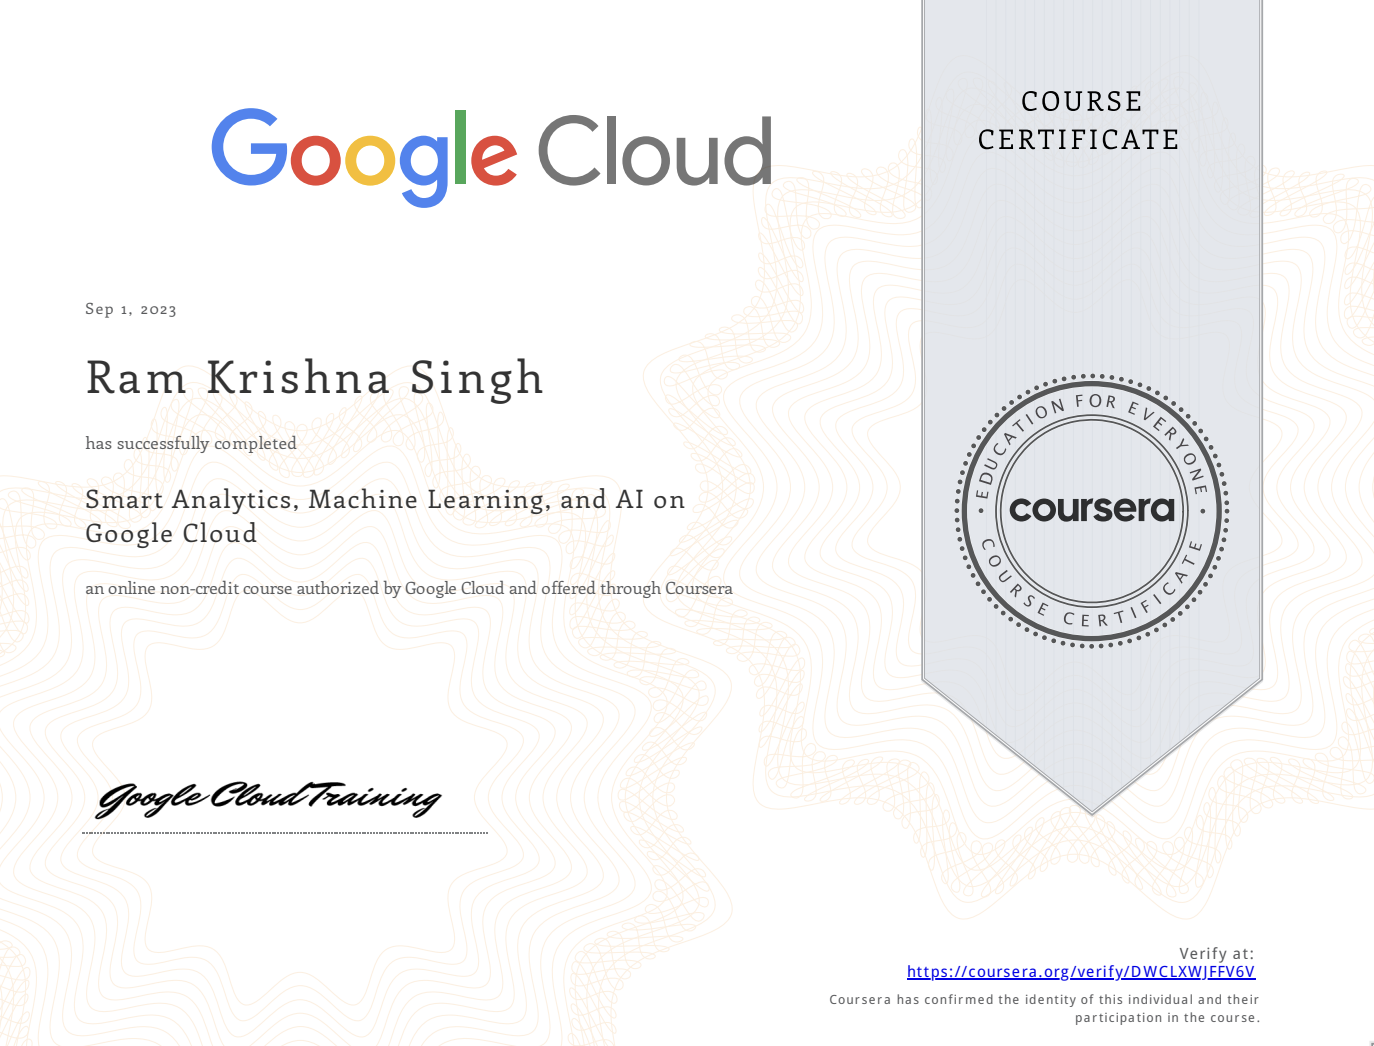 Google Cloud
COURSE
CERTIFICATE
Sep 1, 2023
Ram Krishna Singh
has successfully completed
Smart Analytics, Machine Learning, and AI on
Google Cloud
an online non-credit course authorized by Google Cloud and offered through Coursera
EDUCATION FOR EVERYONE
coursera
COURSE CERTIFICATE
Google Cloud Training
Verify at:
https://coursera.org/verify/DWCLXWJFFV6V
Coursera has confirmed the identity of this individual and their
participation in the course.